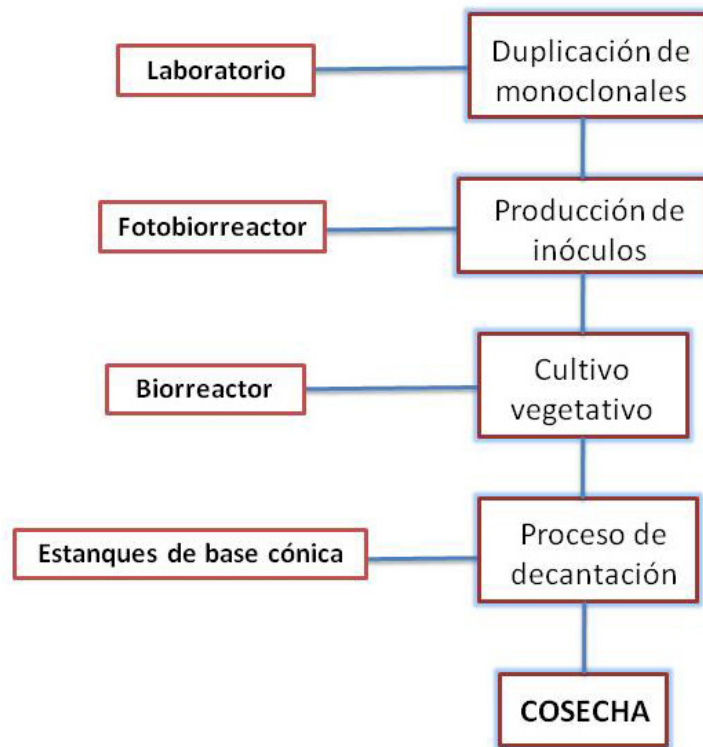 Laboratorio
Duplicación de
monoclonales
Fotobiorreactor
Producción de
inóculos
Biorreactor
Cultivo
vegetativo
Estanques de base cónica
Proceso de
decantación
COSECHA